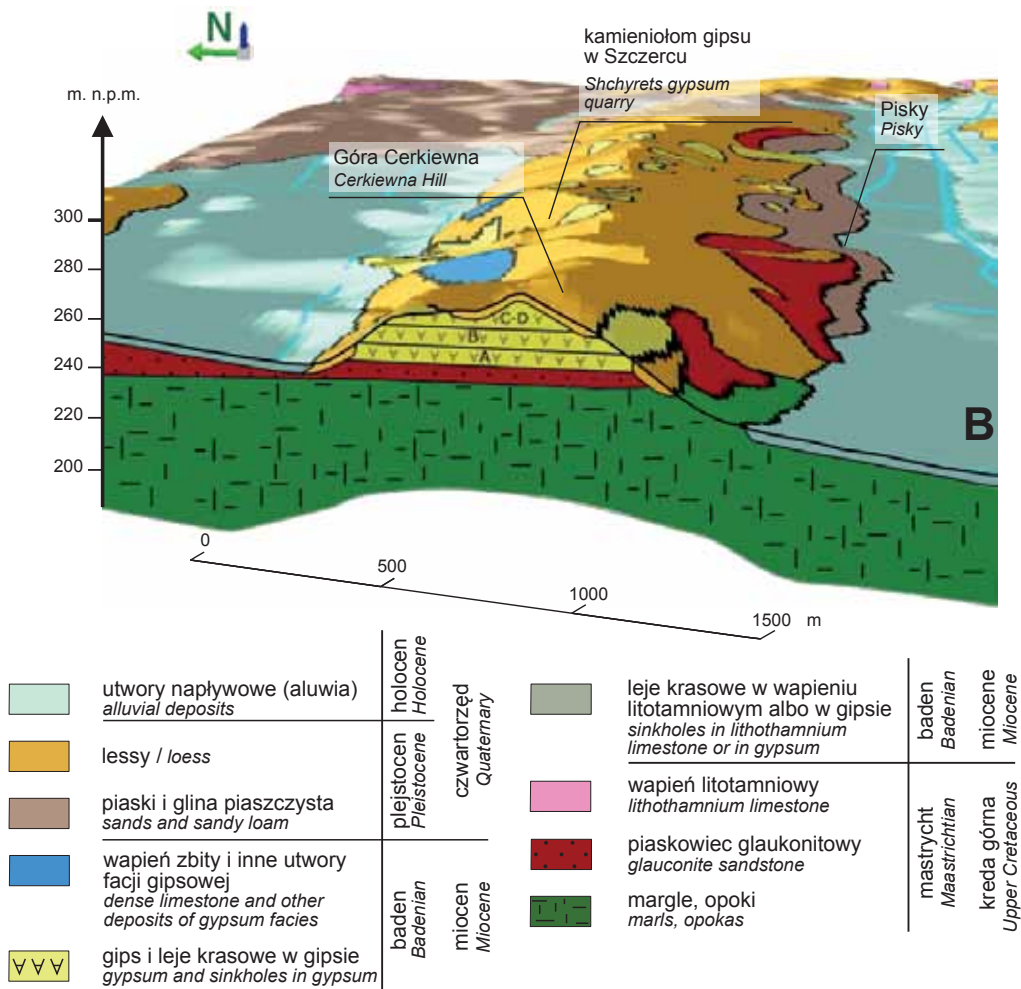 N
kamieniołom gipsu
w Szczercu
Shchyrets gypsum
quarry
m. n.p.m.
Pisky
Pisky
Góra Cerkiewna
Cerkiewna Hill
300
280
260
240
220
200
C-D
B
A
B
0
500
1000
1500 m
utwory napływowe (aluwia)
alluvial deposits
holocen
Holocene
lessy / loess
piaski i glina piaszczysta
sands and sandy loam
plejstocen
Pleistocene
czwartorzęd
Quaternary
wapień zbity i inne utwory
facji gipsowej
dense limestone and other
deposits of gypsum facies
gips i leje krasowe w gipsie
gypsum and sinkholes in gypsum
baden
Badenian
miocen
Miocene
leje krasowe w wapieniu
litotamniowym albo w gipsie
sinkholes in lithothamnium
limestone or in gypsum
baden
Badenian
miocene
Miocene
wapień litotamniowy
lithothamnium limestone
piaskowiec glaukonitowy
glauconite sandstone
margle, opoki
marls, opokas
mastrycht
Maastrichtian
kreda górna
Upper Cretaceous